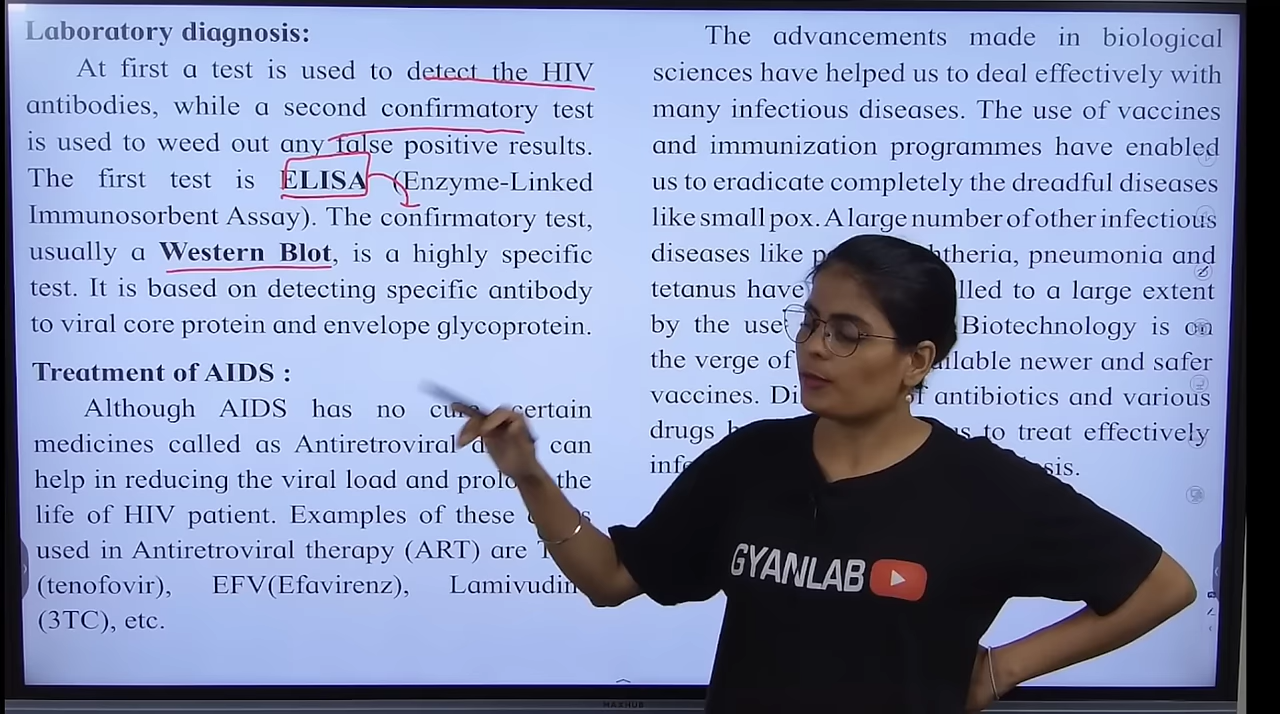 Laboratory diagnosis:
At first a test is used to detect the HIV
antibodies, while a second confirmatory test
is used to weed out any false positive results.
The first test is ELISA (Enzyme-Linked
Immunosorbent Assay). The confirmatory test,
usually a Western Blot, is a highly specific
test. It is based on detecting specific antibody
to viral core protein and envelope glycoprotein.
Treatment of AIDS :
Although AIDS has no certain
medicines called as Antiretroviral can
help in reducing the viral load and the
life of HIV patient. Examples of these
used in Antiretroviral therapy (ART) are
(tenofovir), EFV(Efavirenz),
(3TC), etc.
The advancements made in biological
sciences have helped us to deal effectively with
many infectious diseases. The use of vaccines
and immunization programmes have enabled
us to eradicate completely the dreadful diseases
like small pox. A large number of other infectious
diseases like pneumonia and
tetanus have to a large extent
by the use Biotechnology is on
the verge of newer and safer
vaccines. antibiotics and various
drugs to treat effectively
GYANLAB
MAXHUB